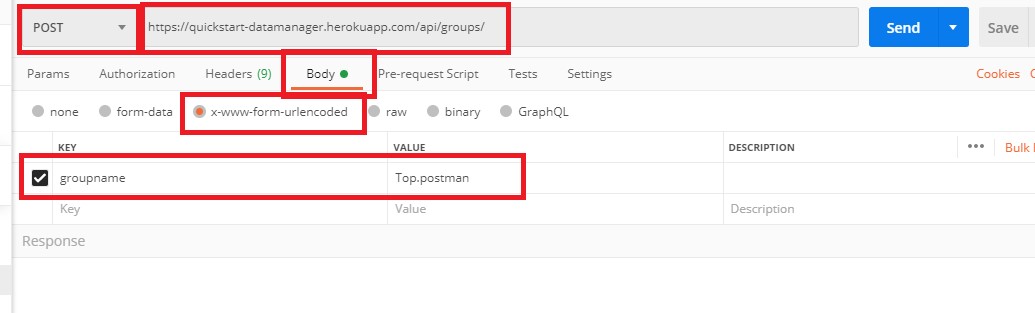 POST https://quickstart-datamanager.herokuapp.com/api/groups/ Send Save
Params Authorization Headers (9) Body Pre-request Script Tests Settings Cookies
none form-data x-www-form-urlencoded raw binary GraphQL
KEY VALUE DESCRIPTION ••• Bulk
groupname Top.postman
Key Value Description
Response